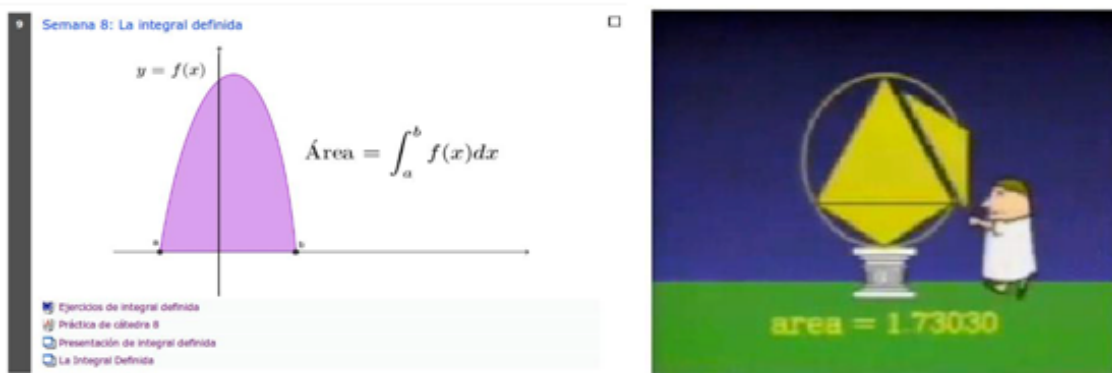 9
Semana 8: La integral definida
y = f(x)
Área = ∫_a^b f(x)dx
a b
Ejercicios de integral definida
Práctica de cátedra 8
Presentación de integral definida
La Integral Definida
area = 1.73030